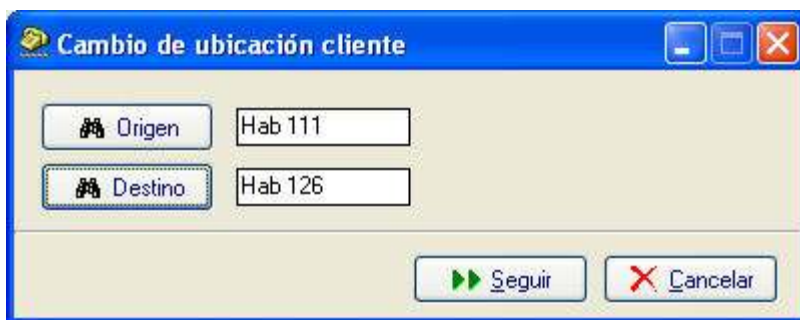 Cambio de ubicación cliente
Origen Hab 111
Destino Hab 126
Seguir Cancelar